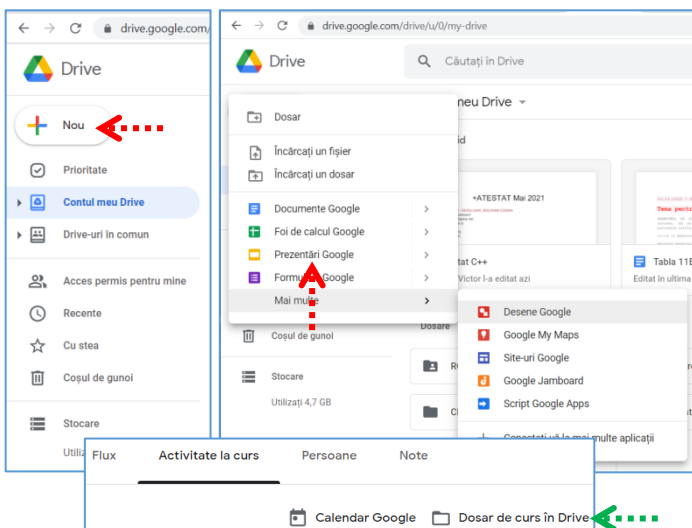 drive.google.com/
Drive
Nou
Prioritate
Contul meu Drive
Drive-uri în comun
Acces permis pentru mine
Recente
Cu stea
Coșul de gunoi
Stocare
drive.google.com/drive/u/0/my-drive
Drive
Căutați în Drive
meu Drive
Dosar
Încărcați un fișier
Încărcați un dosar
Documente Google
Foi de calcul Google
Prezentări Google
Google
Mai multe
Coșul de gunoi
Stocare
Utilizați 4,7 GB
+ATESTAT Mai 2021
C++
Victor l-a editat azi
Tema
Tabla 11B
Editat în ultima
Dosare
Desene Google
Google My Maps
Site-uri Google
Google Jamboard
Script Google Apps
Conectați-vă la mai multe aplicații
Flux
Activitate la curs
Persoane
Note
Calendar Google
Dosar de curs în Drive